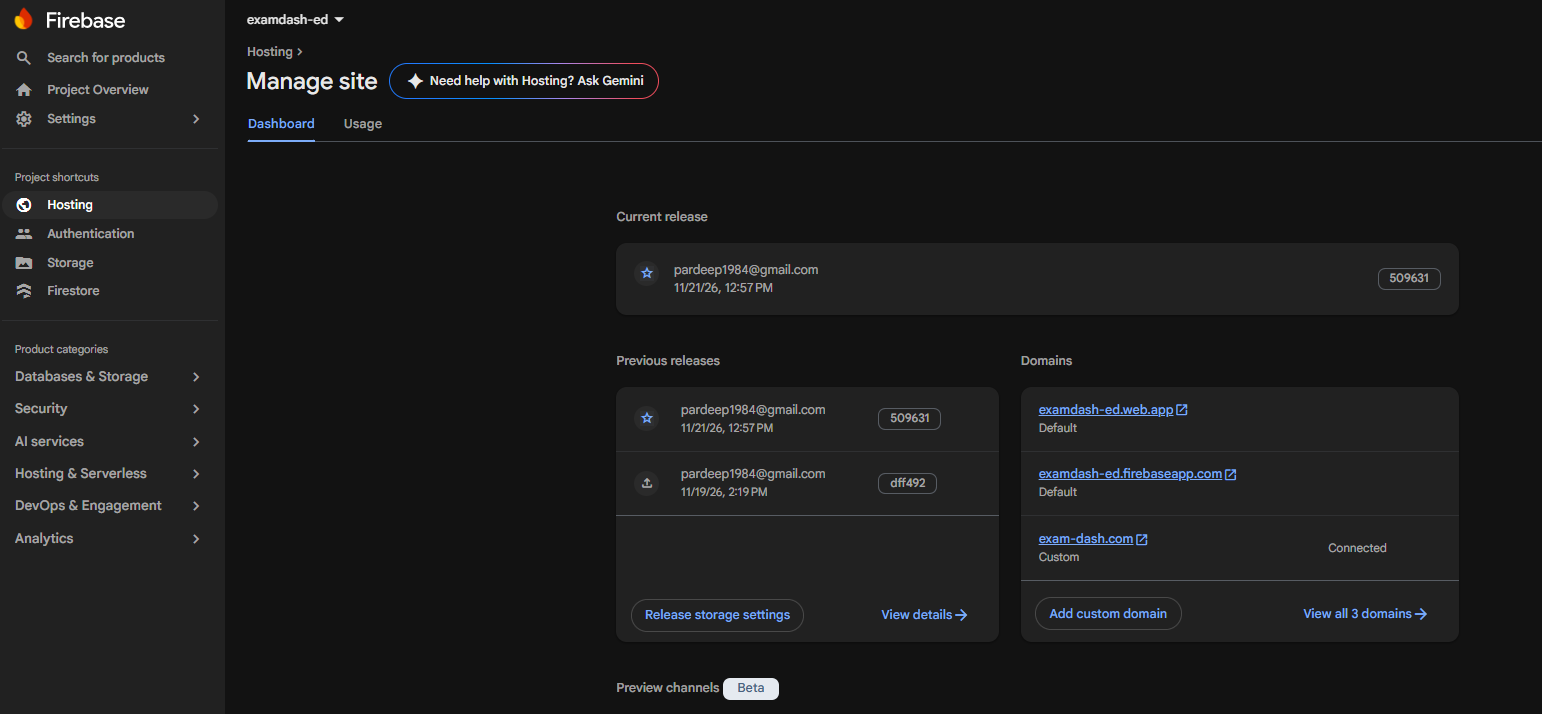 Firebase
Search for products
Project Overview
Settings
Project shortcuts
Hosting
Authentication
Storage
Firestore
Product categories
Databases & Storage
Security
AI services
Hosting & Serverless
DevOps & Engagement
Analytics
examdash-ed
Hosting
Manage site
Need help with Hosting? Ask Gemini
Dashboard Usage
Current release
pardeep1984@gmail.com
11/21/26, 12:57 PM
509631
Previous releases
pardeep1984@gmail.com
11/21/26, 12:57 PM
509631
pardeep1984@gmail.com
11/19/26, 2:19 PM
dff492
Release storage settings
View details
Domains
examdash-ed.web.app
Default
examdash-ed.firebaseapp.com
Default
exam-dash.com
Custom
Connected
Add custom domain
View all 3 domains
Preview channels Beta